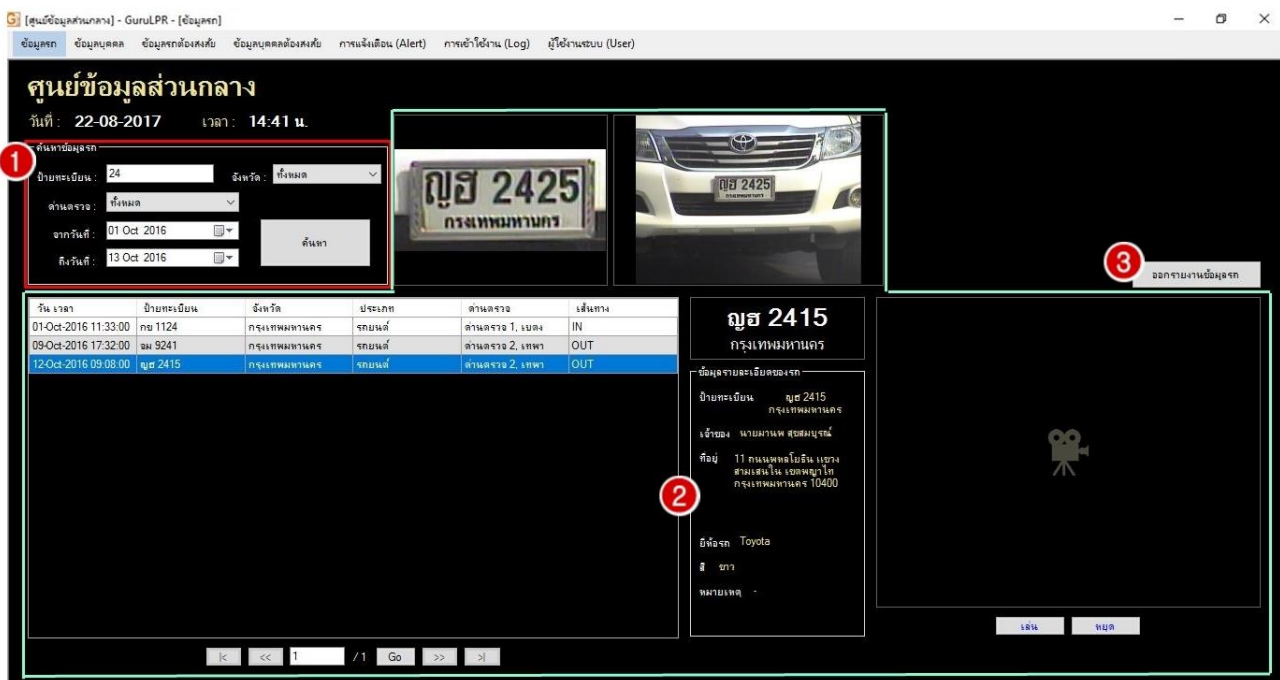 [ศูนย์ข้อมูลส่วนกลาง] - GuruLPR - [ข้อมูลรถ]
ข้อมูลรถ ข้อมูลบุคคล ข้อมูลรถต้องสงสัย ข้อมูลบุคคลต้องสงสัย การแจ้งเตือน (Alert) การเข้าใช้งาน (Log) ผู้ใช้งานระบบ (User)
ศูนย์ข้อมูลส่วนกลาง
วันที่ : 22-08-2017 เวลา : 14:41 น.
1
ค้นหาข้อมูลรถ
ป้ายทะเบียน : 24 จังหวัด : ทั้งหมด
ด่านตรวจ : ทั้งหมด
จากวันที่ : 01 Oct 2016
ถึงวันที่ : 13 Oct 2016
ค้นหา
ญฮ 2425
กรุงเทพมหานคร
ญฮ 2425
กรุงเทพมหานคร
3
ออกรายงานข้อมูลรถ
วัน เวลา ป้ายทะเบียน จังหวัด ประเภท ด่านตรวจ เส้นทาง
01-Oct-2016 11:33:00 กข 1124 กรุงเทพมหานคร รถยนต์ ด่านตรวจ 1, เบตง IN
09-Oct-2016 17:32:00 ฆม 9241 กรุงเทพมหานคร รถยนต์ ด่านตรวจ 2, เทพา OUT
12-Oct-2016 09:08:00 ญฮ 2415 กรุงเทพมหานคร รถยนต์ ด่านตรวจ 2, เทพา OUT
ญฮ 2415
กรุงเทพมหานคร
ข้อมูลรายละเอียดของรถ
ป้ายทะเบียน ญฮ 2415
กรุงเทพมหานคร
เจ้าของ นายมานพ สุขสมบูรณ์
ที่อยู่ 11 ถนนพหลโยธิน แขวง
สามเสนใน เขตพญาไท
กรุงเทพมหานคร 10400
2
ยี่ห้อรถ Toyota
สี ขาว
หมายเหตุ -
เล่น หยุด
|< << 1 / 1 Go >> >|